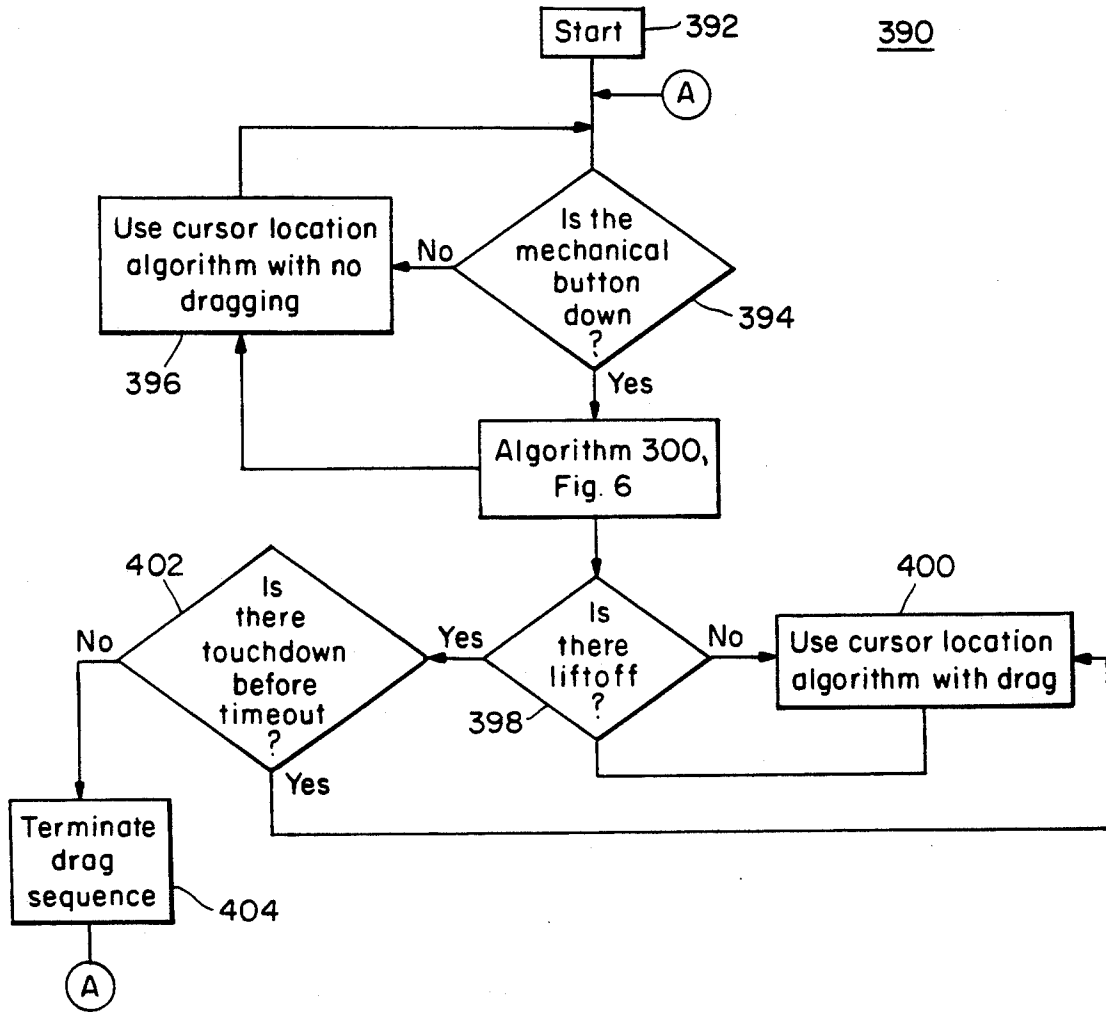 Start
392
390
A
Use cursor location
algorithm with no
dragging
396
No
Is the
mechanical
button
down
?
394
Yes
Algorithm 300,
Fig. 6
402
Is
there
touchdown
before
timeout
?
No
Yes
Yes
Is
there
liftoff
?
398
No
400
Use cursor location
algorithm with drag
Terminate
drag
sequence
404
A